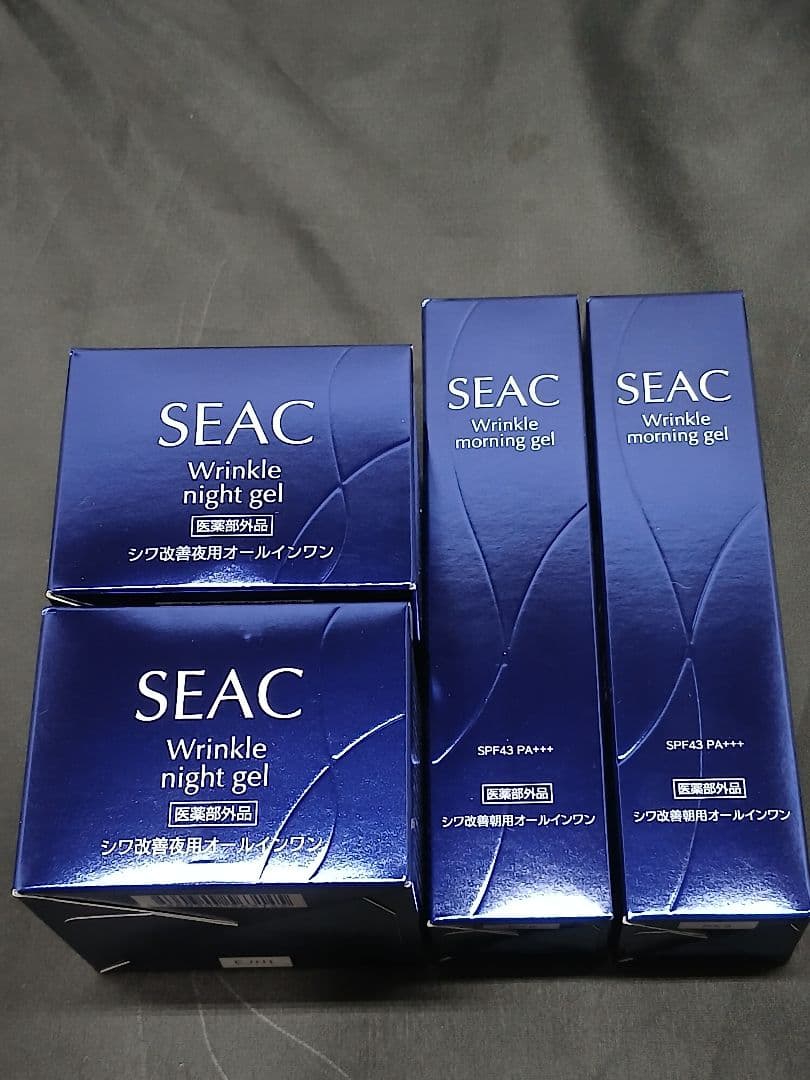 SEAC
Wrinkle
night gel
医薬部外品
シワ改善夜用オールインワン
SEAC
Wrinkle
night gel
医薬部外品
シワ改善夜用オールインワン
SEAC
Wrinkle
morning gel
SPF43 PA+++
医薬部外品
シワ改善朝用オールインワン
SEAC
Wrinkle
morning gel
SPF43 PA+++
医薬部外品
シワ改善朝用オールインワン